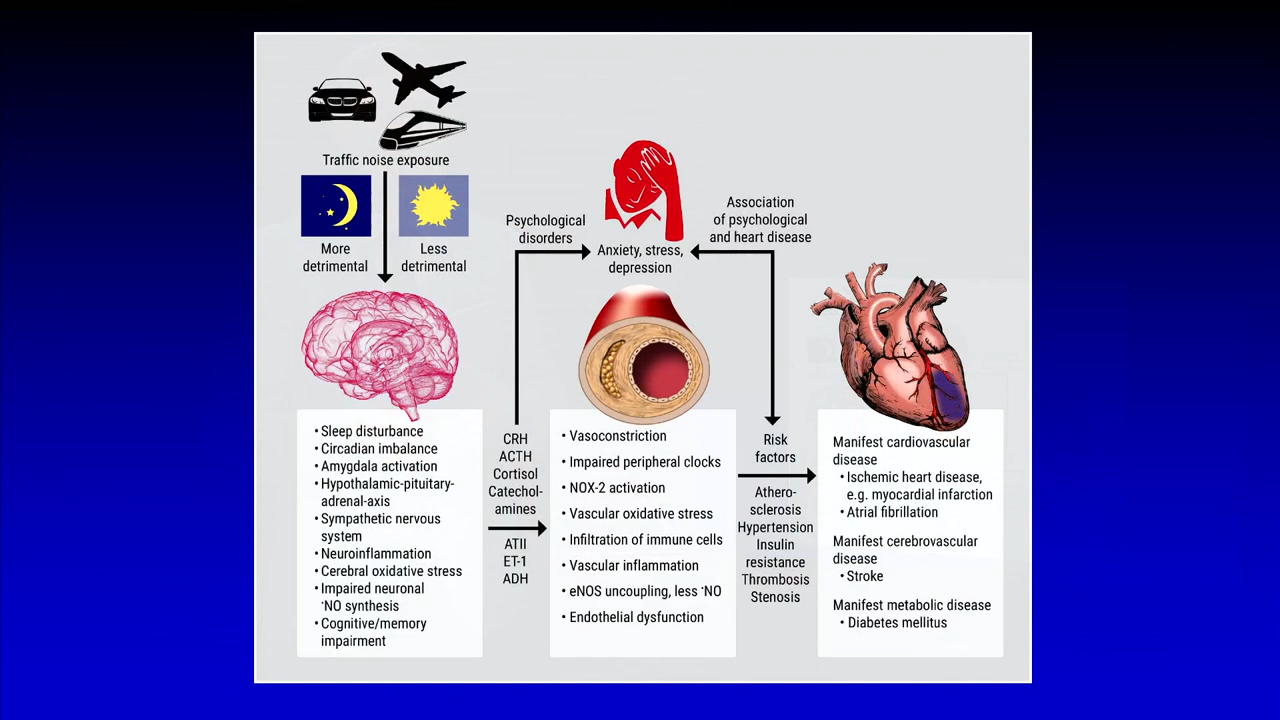 Traffic noise exposure
More
detrimental
Less
detrimental
Psychological
disorders
Anxiety, stress,
depression
Association
of psychological
and heart disease
• Sleep disturbance
• Circadian imbalance
• Amygdala activation
• Hypothalamic-pituitary-
adrenal-axis
• Sympathetic nervous
system
• Neuroinflammation
• Cerebral oxidative stress
• Impaired neuronal
•NO synthesis
• Cognitive/memory
impairment
CRH
ACTH
Cortisol
Catechol-
amines
ATII
ET-1
ADH
• Vasoconstriction
• Impaired peripheral clocks
• NOX-2 activation
• Vascular oxidative stress
• Infiltration of immune cells
• Vascular inflammation
• eNOS uncoupling, less •NO
• Endothelial dysfunction
Risk
factors
Athero-
sclerosis
Hypertension
Insulin
resistance
Thrombosis
Stenosis
Manifest cardiovascular
disease
• Ischemic heart disease,
e.g. myocardial infarction
• Atrial fibrillation
Manifest cerebrovascular
disease
• Stroke
Manifest metabolic disease
• Diabetes mellitus